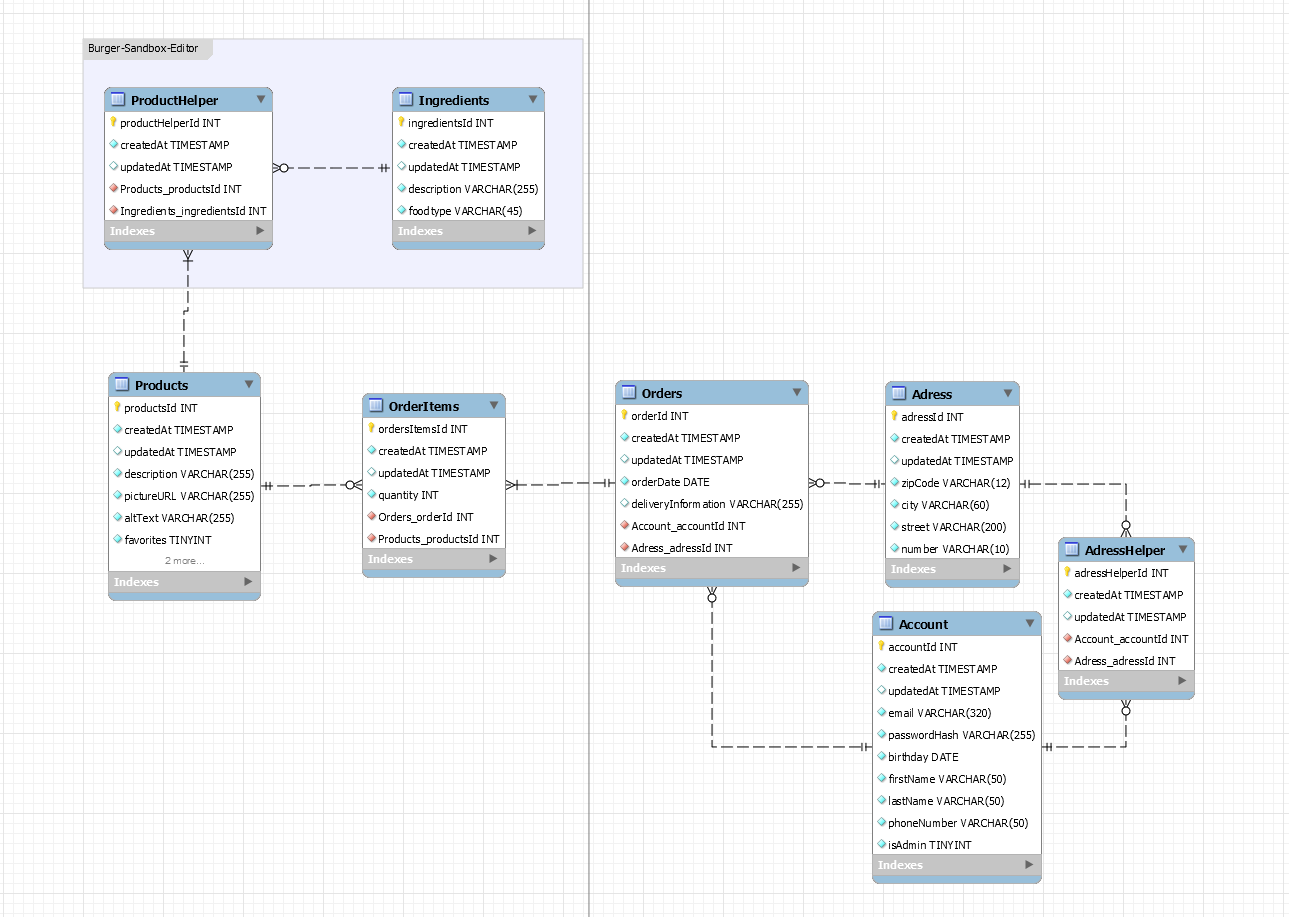 Burger-Sandbox-Editor
ProductHelper
productHelperId INT
createdAt TIMESTAMP
updatedAt TIMESTAMP
Products_productsId INT
Ingredients_ingredientsId INT
Indexes
Ingredients
ingredientsId INT
createdAt TIMESTAMP
updatedAt TIMESTAMP
description VARCHAR(255)
foodtype VARCHAR(45)
Indexes
Products
productsId INT
createdAt TIMESTAMP
updatedAt TIMESTAMP
description VARCHAR(255)
pictureURL VARCHAR(255)
altText VARCHAR(255)
favorites TINYINT
2 more...
Indexes
OrderItems
ordersItemsId INT
createdAt TIMESTAMP
updatedAt TIMESTAMP
quantity INT
Orders_orderId INT
Products_productsId INT
Indexes
Orders
orderId INT
createdAt TIMESTAMP
updatedAt TIMESTAMP
orderDate DATE
deliveryInformation VARCHAR(255)
Account_accountId INT
Adress_adressId INT
Indexes
Adress
adressId INT
createdAt TIMESTAMP
updatedAt TIMESTAMP
zipCode VARCHAR(12)
city VARCHAR(60)
street VARCHAR(200)
number VARCHAR(10)
Indexes
AdressHelper
adressHelperId INT
createdAt TIMESTAMP
updatedAt TIMESTAMP
Account_accountId INT
Adress_adressId INT
Indexes
Account
accountId INT
createdAt TIMESTAMP
updatedAt TIMESTAMP
email VARCHAR(320)
passwordHash VARCHAR(255)
birthday DATE
firstName VARCHAR(50)
lastName VARCHAR(50)
phoneNumber VARCHAR(50)
isAdmin TINYINT
Indexes